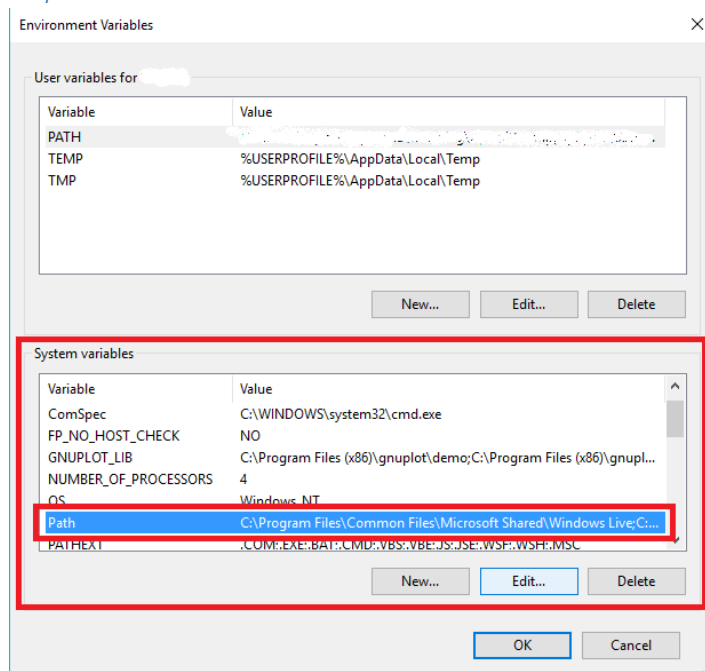 Environment Variables
User variables for
Variable Value
PATH
TEMP %USERPROFILE%\AppData\Local\Temp
TMP %USERPROFILE%\AppData\Local\Temp
New... Edit... Delete
System variables
Variable Value
ComSpec C:\WINDOWS\system32\cmd.exe
FP_NO_HOST_CHECK NO
GNUPLOT_LIB C:\Program Files (x86)\gnuplot\demo;C:\Program Files (x86)\gnupl...
NUMBER_OF_PROCESSORS 4
OS Windows_NT
Path C:\Program Files\Common Files\Microsoft Shared\Windows Live;C:...
PATHEXT .COM;.EXE;.BAT;.CMD;.VBS;.VBE;.JS;.JSE;.WSF;.WSH;.MSC
New... Edit... Delete
OK Cancel